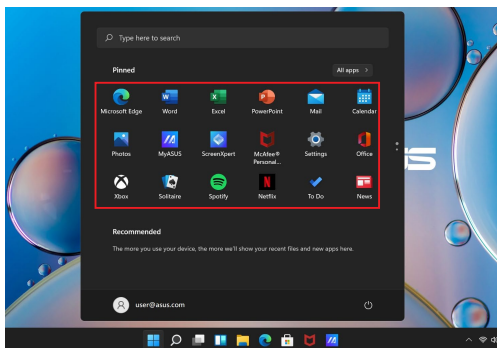 Type here to search
Pinned
All apps >
Microsoft Edge Word Excel PowerPoint Mail Calendar
Photos MyASUS ScreenXpert McAfee® Personal... Settings Office
Xbox Solitaire Spotify Netflix To Do News
Recommended
The more you use your device, the more we'll show your recent files and new apps here.
user@asus.com